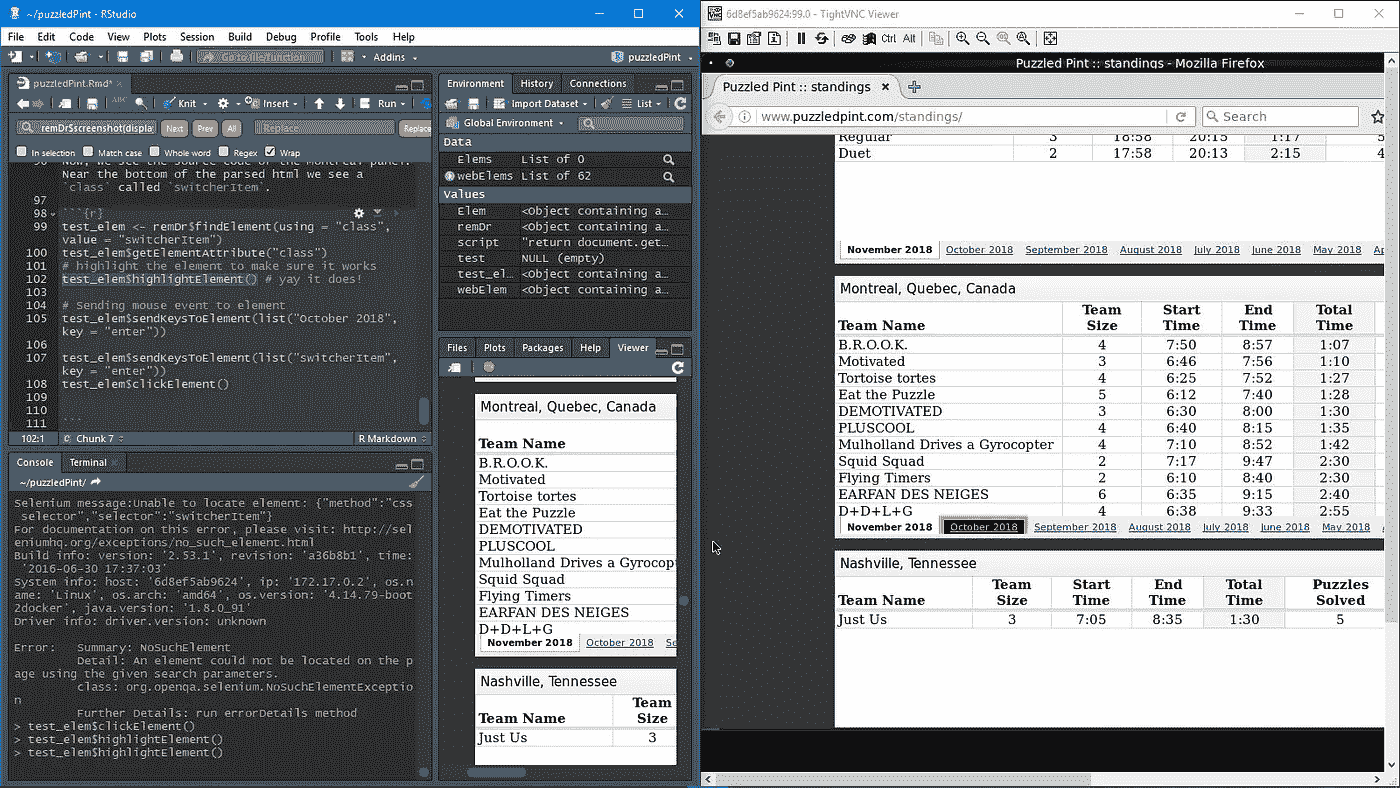 ~/puzzledPint - RStudio
File Edit Code View Plots Session Build Debug Profile Tools Help
Go to file/function Addins puzzledPint
puzzledPint.Rmd*
ABC Knit Insert Run
remDr$screenshot(displa Next Prev All Replace Replace
In selection Match case Whole word Regex Wrap
Near the bottom of the parsed html we see a
`class` called `switcherItem`.
97
98 ```{r}
99 test_elem <- remDr$findElement(using = "class",
value = "switcherItem")
100 test_elem$getElementAttribute("class")
101 # highlight the element to make sure it works
102 test_elem$highlightElement() # yay it does!
103
104 # Sending mouse event to element
105 test_elem$sendKeysToElement(list("October 2018",
key = "enter"))
106
107 test_elem$sendKeysToElement(list("switcherItem",
key = "enter"))
108 test_elem$clickElement()
109
110
111 ```
102:1 Chunk 7 R Markdown
Console Terminal
~/puzzledPint/
Selenium message:Unable to locate element: {"method":"css
selector","selector":"switcherItem"}
For documentation on this error, please visit: http://sel
eniumhq.org/exceptions/no_such_element.html
Build info: version: '2.53.1', revision: 'a36b8b1', time:
'2016-06-30 17:37:03'
System info: host: '6d8ef5ab9624', ip: '172.17.0.2', os.n
ame: 'Linux', os.arch: 'amd64', os.version: '4.14.79-boot
2docker', java.version: '1.8.0_91'
Driver info: driver.version: unknown
Error: Summary: NoSuchElement
Detail: An element could not be located on the p
age using the given search parameters.
class: org.openqa.selenium.NoSuchElementExceptio
n
Further Details: run errorDetails method
> test_elem$clickElement()
> test_elem$highlightElement()
> test_elem$highlightElement()
Environment History Connections
Import Dataset List
Global Environment
Data
Elems List of 0
webElems List of 62
Values
Elem <Object containing a…
remDr <Object containing a…
script "return document.get…
test NULL (empty)
test_el… <Object containing a…
webElem <Object containing a…
Files Plots Packages Help Viewer
Montreal, Quebec, Canada
Team Name
B.R.O.O.K.
Motivated
Tortoise tortes
Eat the Puzzle
DEMOTIVATED
PLUSCOOL
Mulholland Drives a Gyrocop
Squid Squad
Flying Timers
EARFAN DES NEIGES
D+D+L+G
November 2018 October 2018 Se
Nashville, Tennessee
Team Name Team Size
Just Us 3
6d8ef5ab9624:99.0 - TightVNC Viewer
Ctrl Alt
Puzzled Pint :: standings - Mozilla Firefox
Puzzled Pint :: standings
www.puzzledpint.com/standings/ Search
Regular 3 18:58 20:15 1:17 5
Duet 2 17:58 20:13 2:15 4
November 2018 October 2018 September 2018 August 2018 July 2018 June 2018 May 2018 Ap
Montreal, Quebec, Canada
Team Name Team Size Start Time End Time Total Time
B.R.O.O.K. 4 7:50 8:57 1:07
Motivated 3 6:46 7:56 1:10
Tortoise tortes 4 6:25 7:52 1:27
Eat the Puzzle 5 6:12 7:40 1:28
DEMOTIVATED 3 6:30 8:00 1:30
PLUSCOOL 4 6:40 8:15 1:35
Mulholland Drives a Gyrocopter 4 7:10 8:52 1:42
Squid Squad 2 7:17 9:47 2:30
Flying Timers 2 6:10 8:40 2:30
EARFAN DES NEIGES 6 6:35 9:15 2:40
D+D+L+G 4 6:38 9:33 2:55
November 2018 October 2018 September 2018 August 2018 July 2018 June 2018 May 2018
Nashville, Tennessee
Team Name Team Size Start Time End Time Total Time Puzzles Solved
Just Us 3 7:05 8:35 1:30 5